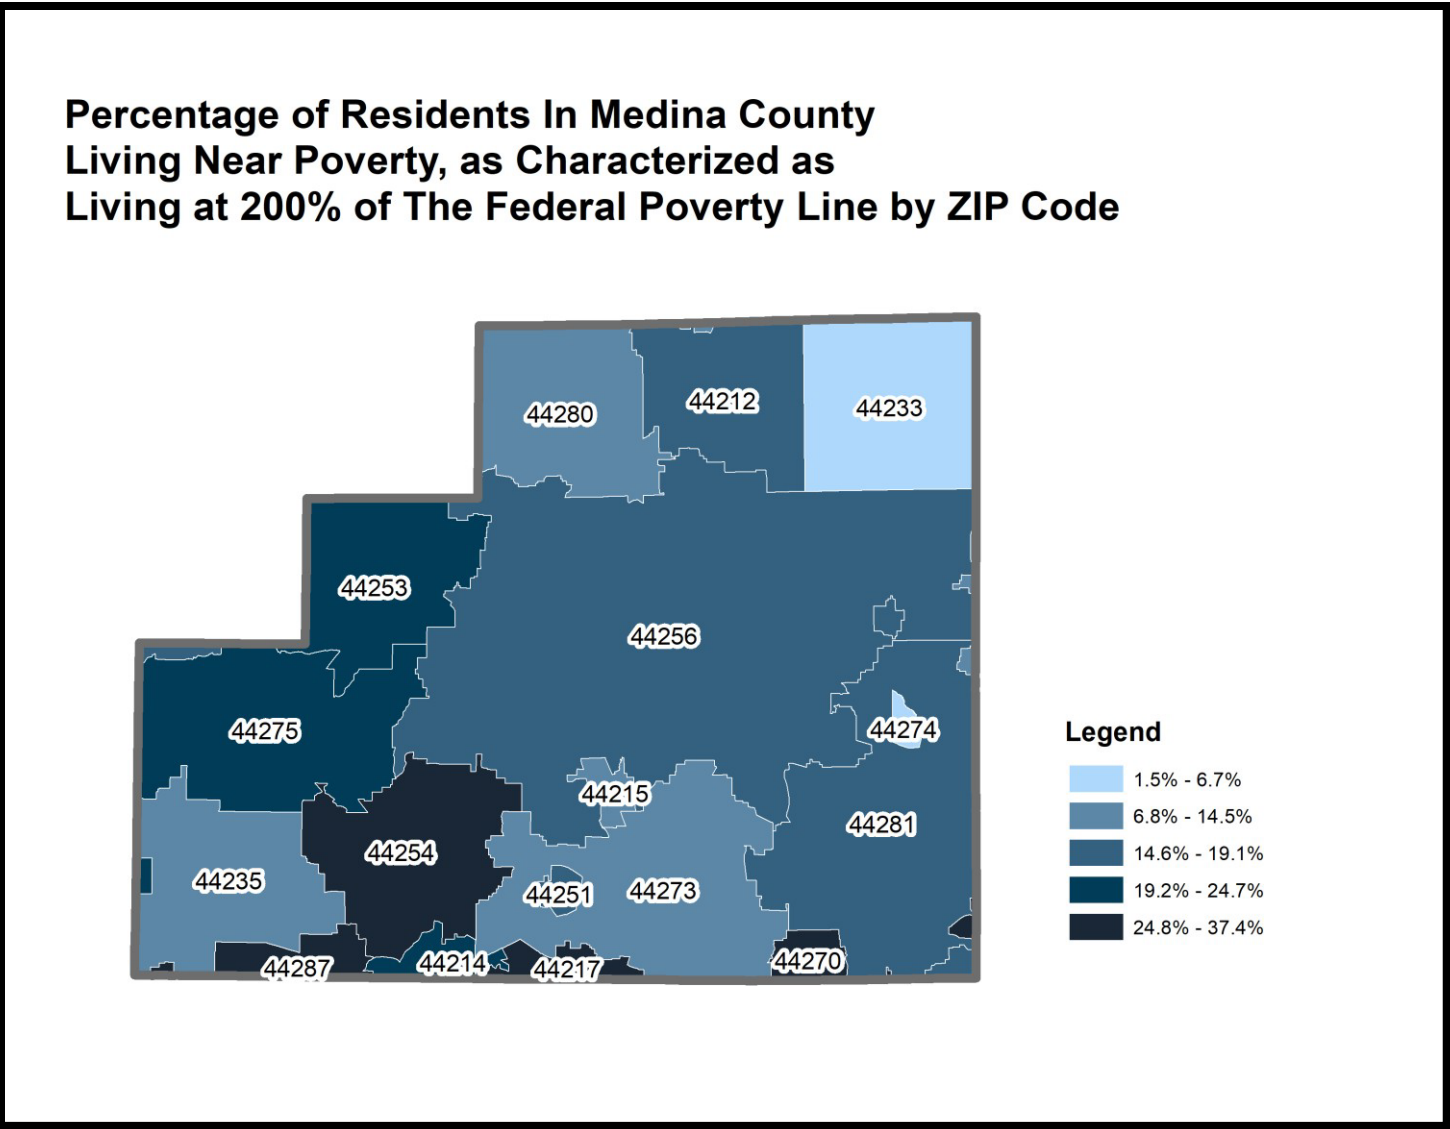 Percentage of Residents In Medina County
Living Near Poverty, as Characterized as
Living at 200% of The Federal Poverty Line by ZIP Code
44280
44212
44233
44253
44256
44275
44274
44215
44281
44254
44235
44251
44273
44287
44214
44217
44270
Legend
1.5% - 6.7%
6.8% - 14.5%
14.6% - 19.1%
19.2% - 24.7%
24.8% - 37.4%